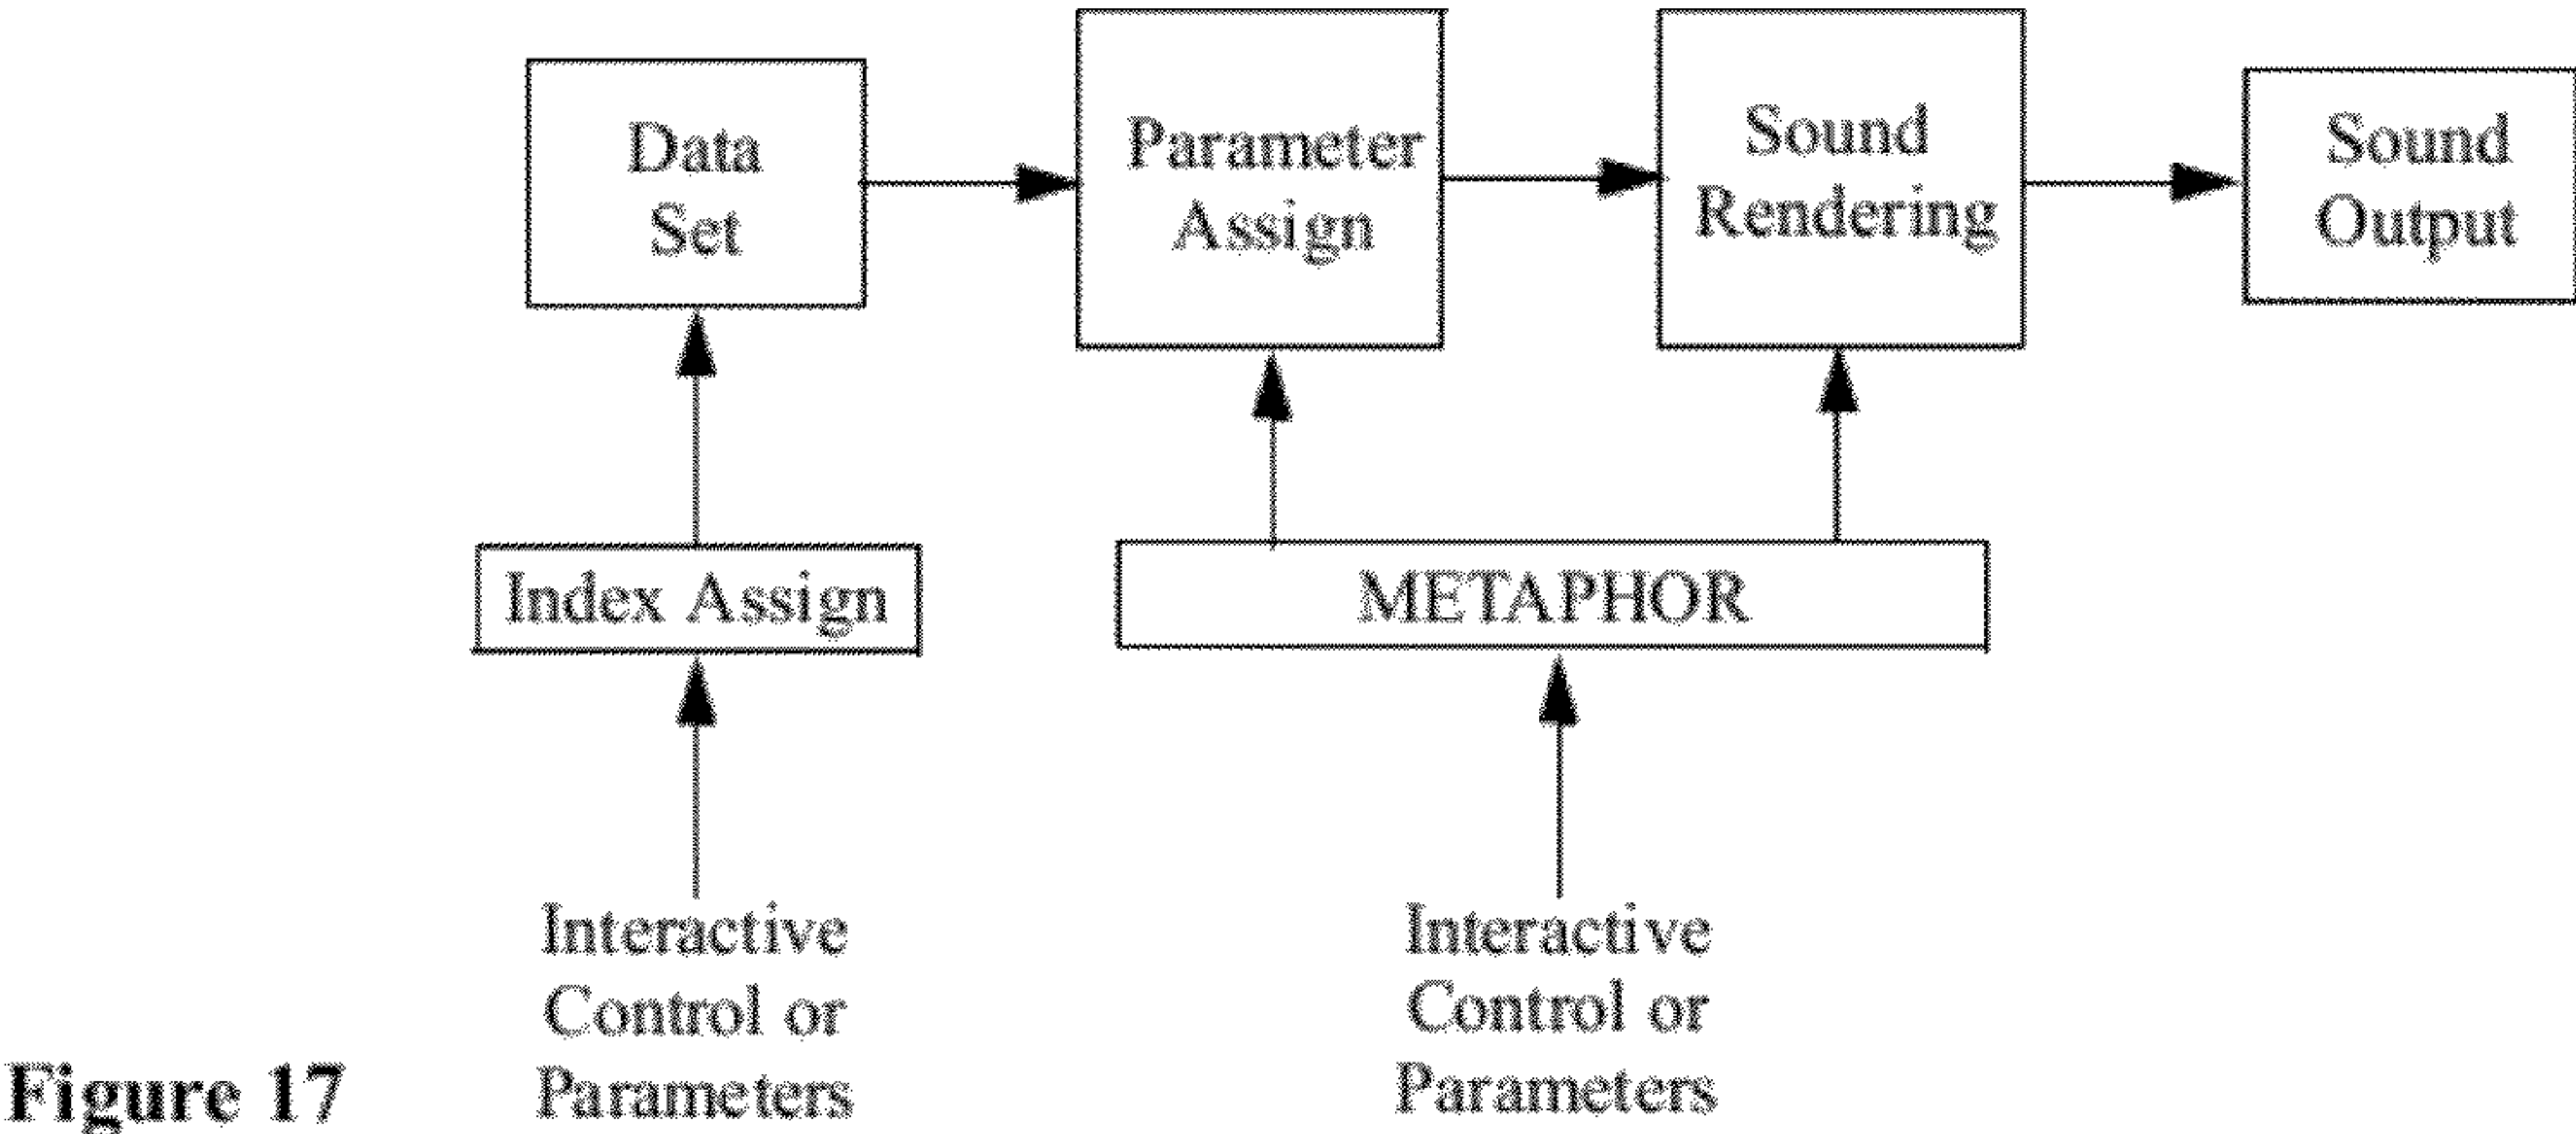 Data
Set
Parameter
Assign
Sound
Rendering
Sound
Output
Index Assign
METAPHOR
Interactive
Control or
Parameters
Interactive
Control or
Parameters
Figure 17